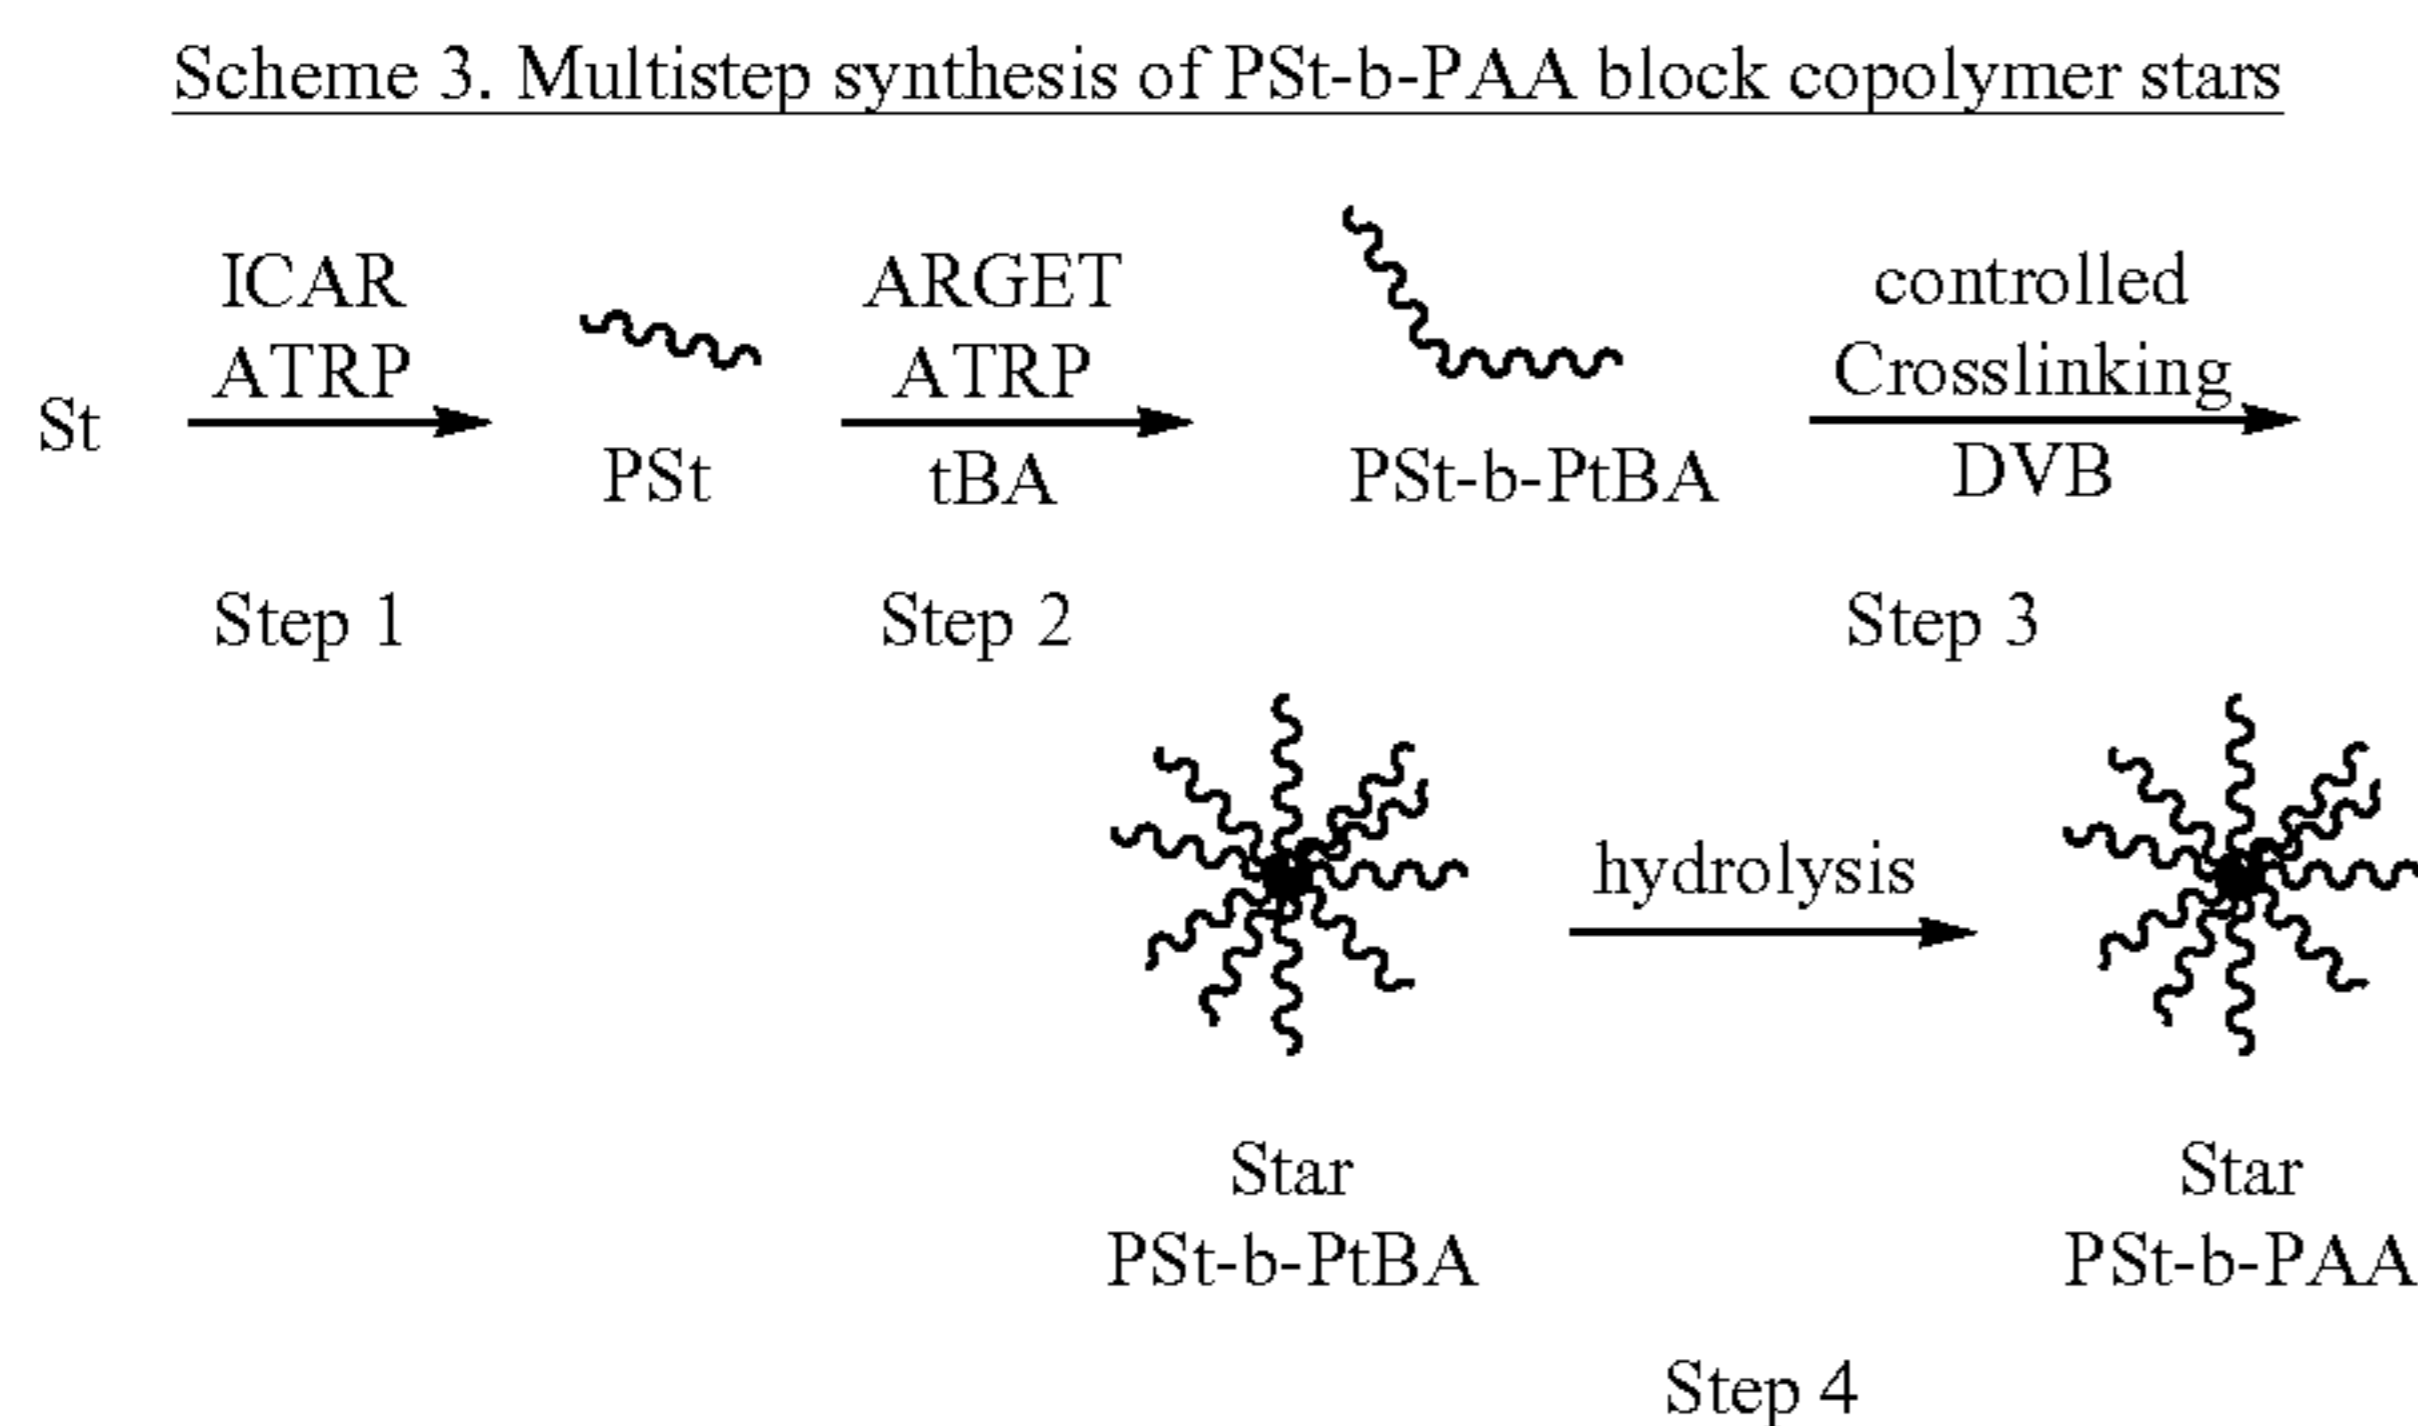 Scheme 3. Multistep synthesis of PSt-b-PAA block copolymer stars
St
ICAR
ATRP
PSt
ARGET
ATRP
tBA
PSt-b-PtBA
controlled
Crosslinking
DVB
Step 1
Step 2
Step 3
hydrolysis
Star
PSt-b-PtBA
Star
PSt-b-PAA
Step 4